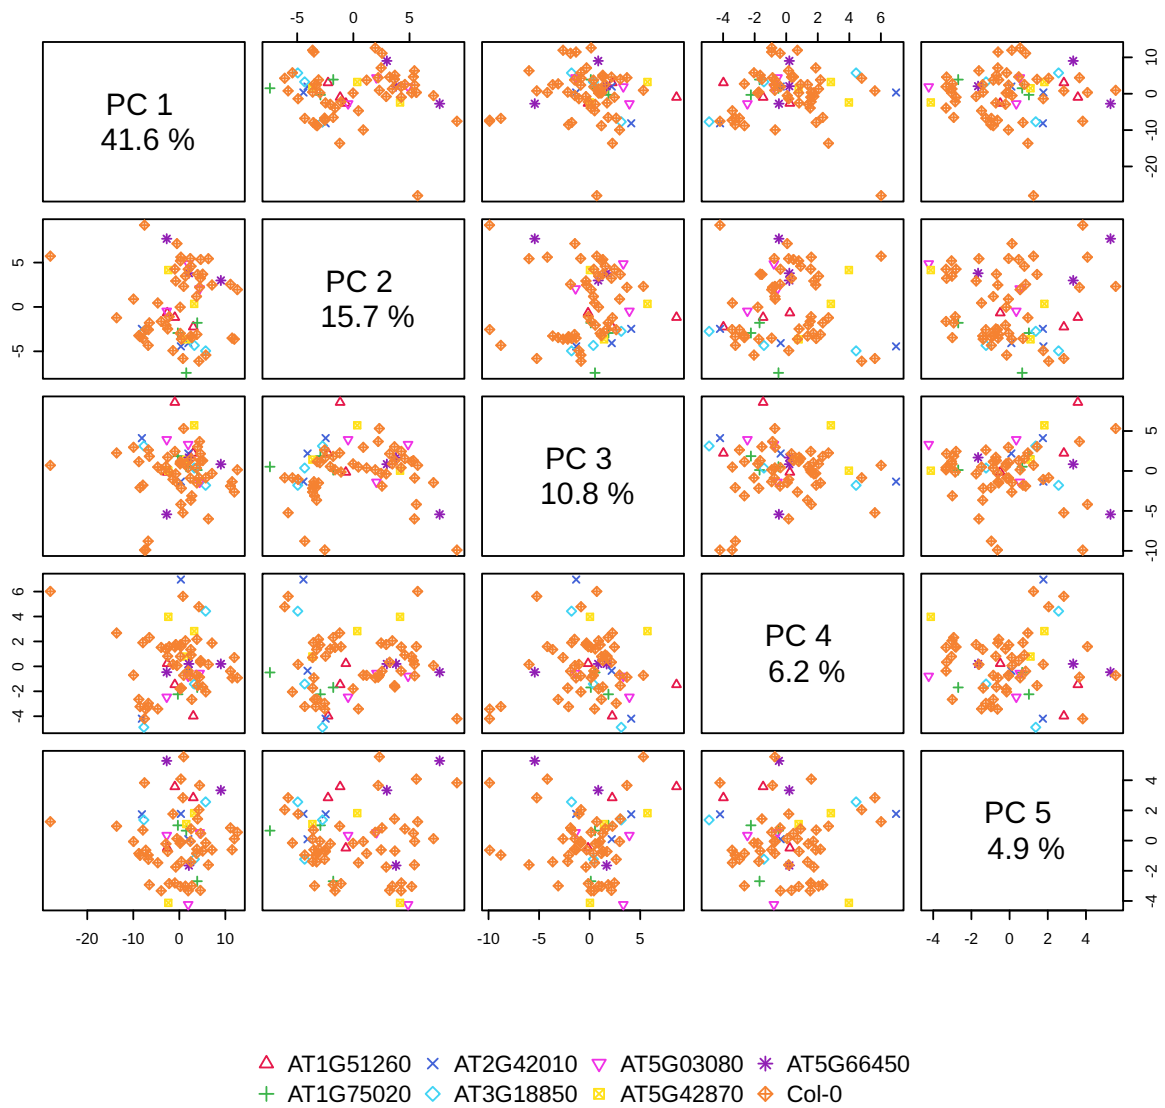 -5 0 5 -4 -2 0 2 4 6
PC 1
41.6 %
-20 -10 0 10
-5 0 5
PC 2
15.7 %
PC 3
10.8 %
-10 -5 0 5
-4 -2 0 2 4 6
PC 4
6.2 %
PC 5
4.9 %
-4 -2 0 2 4
-20 -10 0 10 -10 -5 0 5 -4 -2 0 2 4
AT1G51260 AT2G42010 AT5G03080 AT5G66450
AT1G75020 AT3G18850 AT5G42870 Col-0